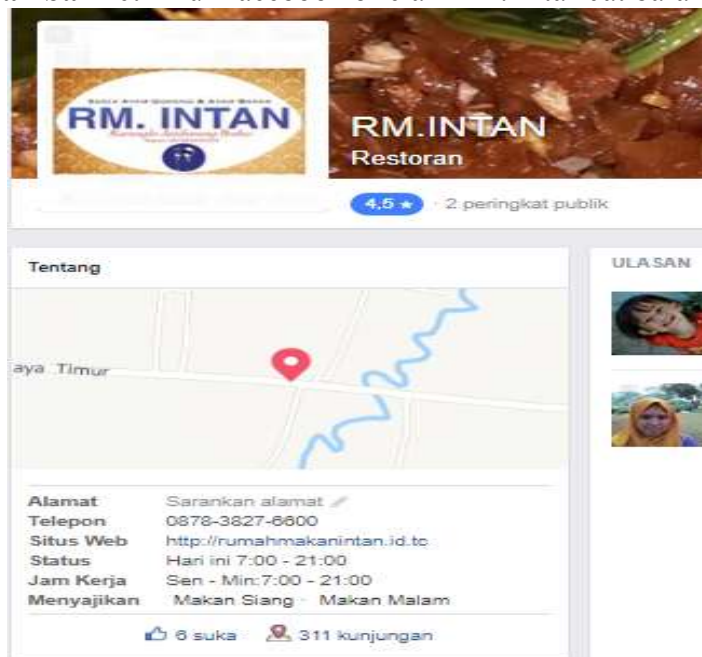 RM. INTAN
RM.INTAN
Restoran
4,5 ★ · 2 peringkat publik
Tentang
ULASAN
aya Timur
Alamat Sarankan alamat
Telepon 0878-3827-6600
Situs Web http://rumahmakanintan.id.tc
Status Hari ini 7:00 - 21:00
Jam Kerja Sen - Min:7:00 - 21:00
Menyajikan Makan Siang · Makan Malam
6 suka 311 kunjungan